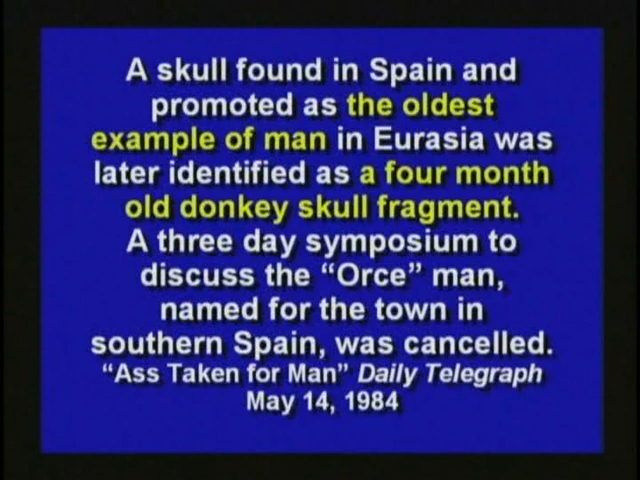 A skull found in Spain and
promoted as the oldest
example of man in Eurasia was
later identified as a four month
old donkey skull fragment.
A three day symposium to
discuss the “Orce” man,
named for the town in
southern Spain, was cancelled.
“Ass Taken for Man” Daily Telegraph
May 14, 1984